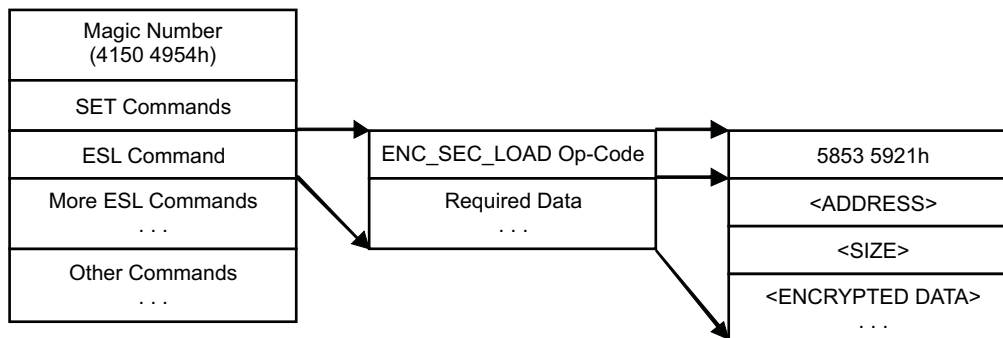 Magic Number
(4150 4954h)
SET Commands
ESL Command
More ESL Commands
. . .
Other Commands
. . .
ENC_SEC_LOAD Op-Code
Required Data
. . .
5853 5921h
<ADDRESS>
<SIZE>
<ENCRYPTED DATA>
. . .